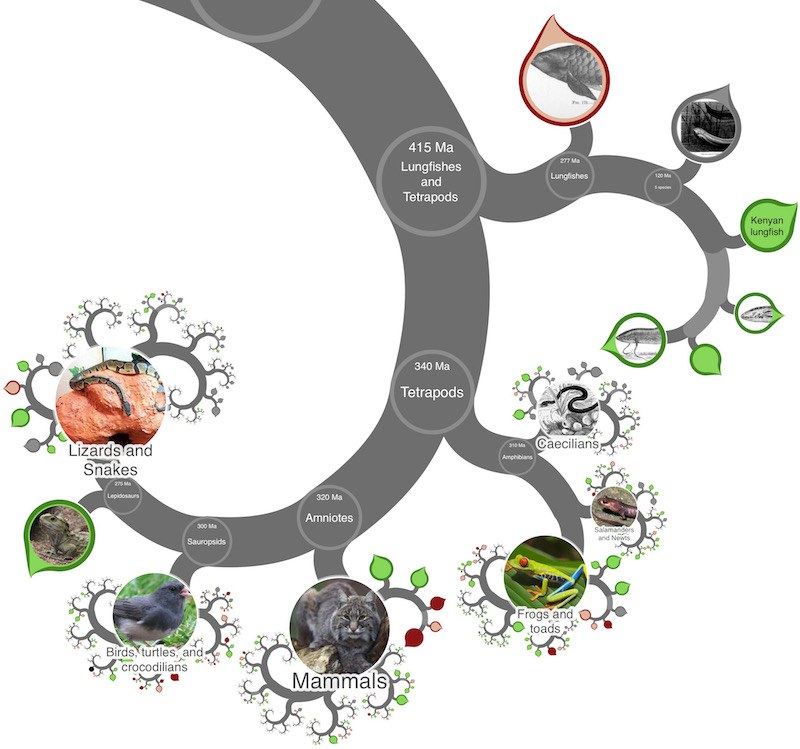 415 Ma
Lungfishes
and
Tetrapods
277 Ma
Lungfishes
120 Ma
5 species
Kenyan
lungfish
340 Ma
Tetrapods
310 Ma
Amphibians
Caecilians
Salamanders
and Newts
Frogs and
toads
320 Ma
Amniotes
Mammals
300 Ma
Sauropsids
Birds, turtles, and
crocodilians
275 Ma
Lepidosaurs
Lizards and
Snakes